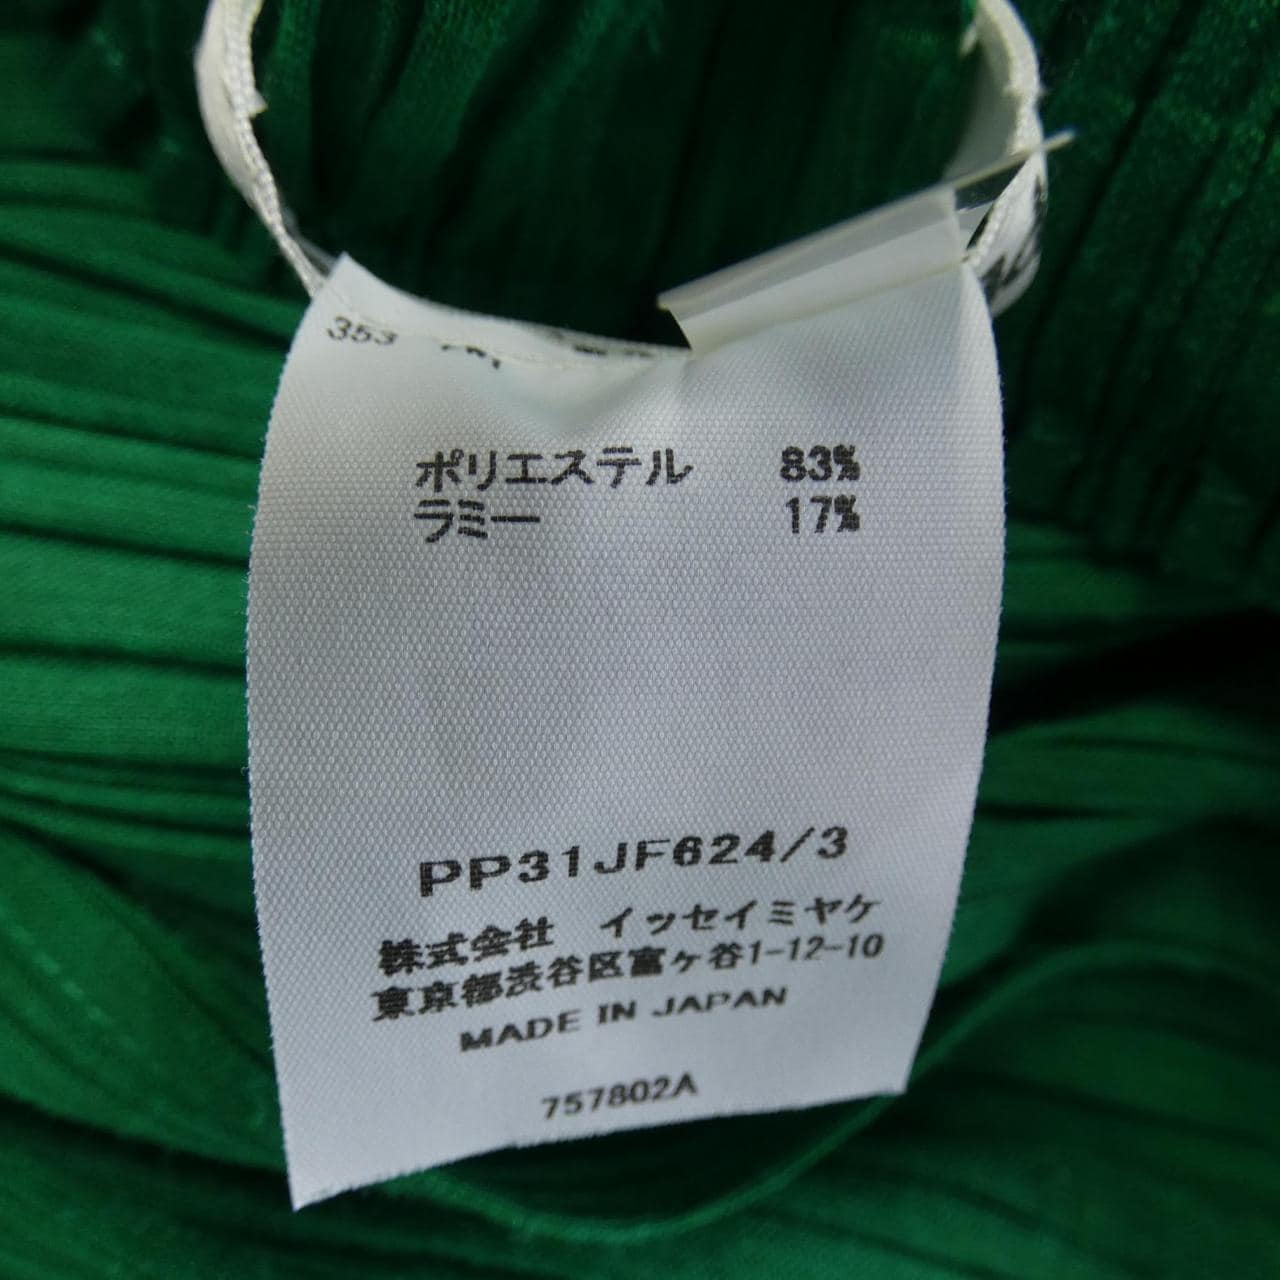 353
ポリエステル 83%
ラミー 17%
PP31JF624/3
株式会社 イッセイミヤケ
東京都渋谷区富ヶ谷1-12-10
MADE IN JAPAN
757802A